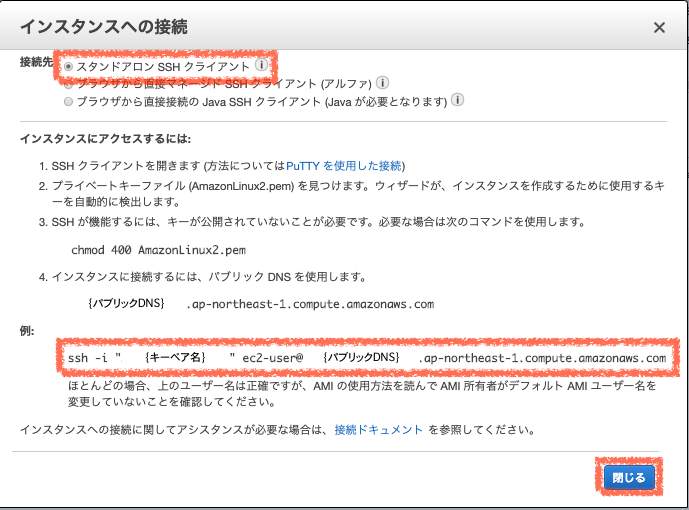 インスタンスへの接続 ×
接続先 スタンドアロン SSH クライアント i
ブラウザから直接マネージド SSH クライアント (アルファ) i
ブラウザから直接接続の Java SSH クライアント (Java が必要となります) i
インスタンスにアクセスするには:
1. SSH クライアントを開きます (方法についてはPuTTY を使用した接続)
2. プライベートキーファイル (AmazonLinux2.pem) を見つけます。ウィザードが、インスタンスを作成するために使用するキ
ーを自動的に検出します。
3. SSH が機能するには、キーが公開されていないことが必要です。必要な場合は次のコマンドを使用します。
chmod 400 AmazonLinux2.pem
4. インスタンスに接続するには、パブリック DNS を使用します。
{パブリックDNS} .ap-northeast-1.compute.amazonaws.com
例:
ssh -i " {キーペア名} " ec2-user@ {パブリックDNS} .ap-northeast-1.compute.amazonaws.com
ほとんどの場合、上のユーザー名は正確ですが、AMI の使用方法を読んで AMI 所有者がデフォルト AMI ユーザー名を
変更していないことを確認してください。
インスタンスへの接続に関してアシスタンスが必要な場合は、接続ドキュメント を参照してください。
閉じる